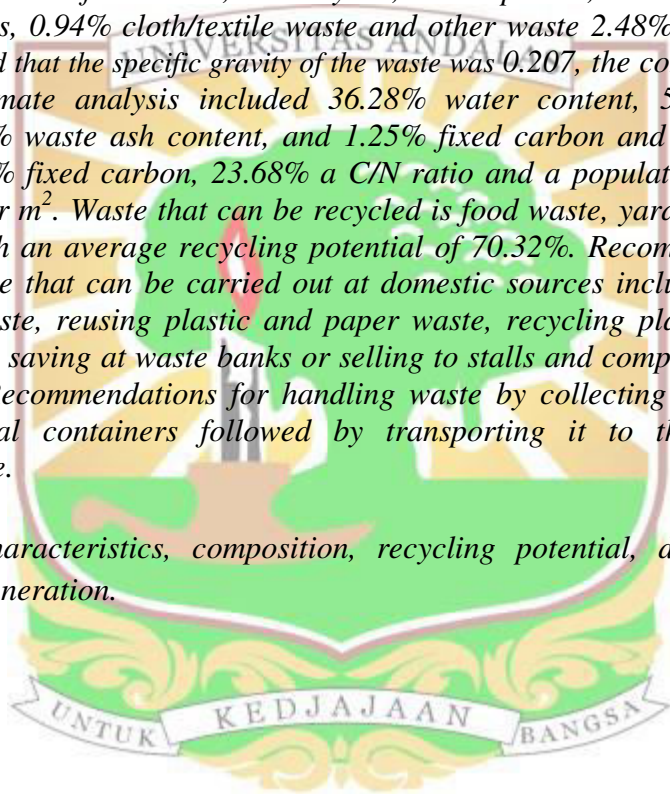 s, 0.94% cloth/textile waste and other waste 2.48%
UNIVERSITAS ANDALA
d that the specific gravity of the waste was 0.207, the co
mate analysis included 36.28% water content, 5
% waste ash content, and 1.25% fixed carbon and
% fixed carbon, 23.68% a C/N ratio and a populat
r m². Waste that can be recycled is food waste, yard
h an average recycling potential of 70.32%. Recom
e that can be carried out at domestic sources inclu
ste, reusing plastic and paper waste, recycling pla
saving at waste banks or selling to stalls and comp
Recommendations for handling waste by collecting
al containers followed by transporting it to th
e.
haracteristics, composition, recycling potential, a
neration.
UNTUK KEDJAJAAN BANGSA